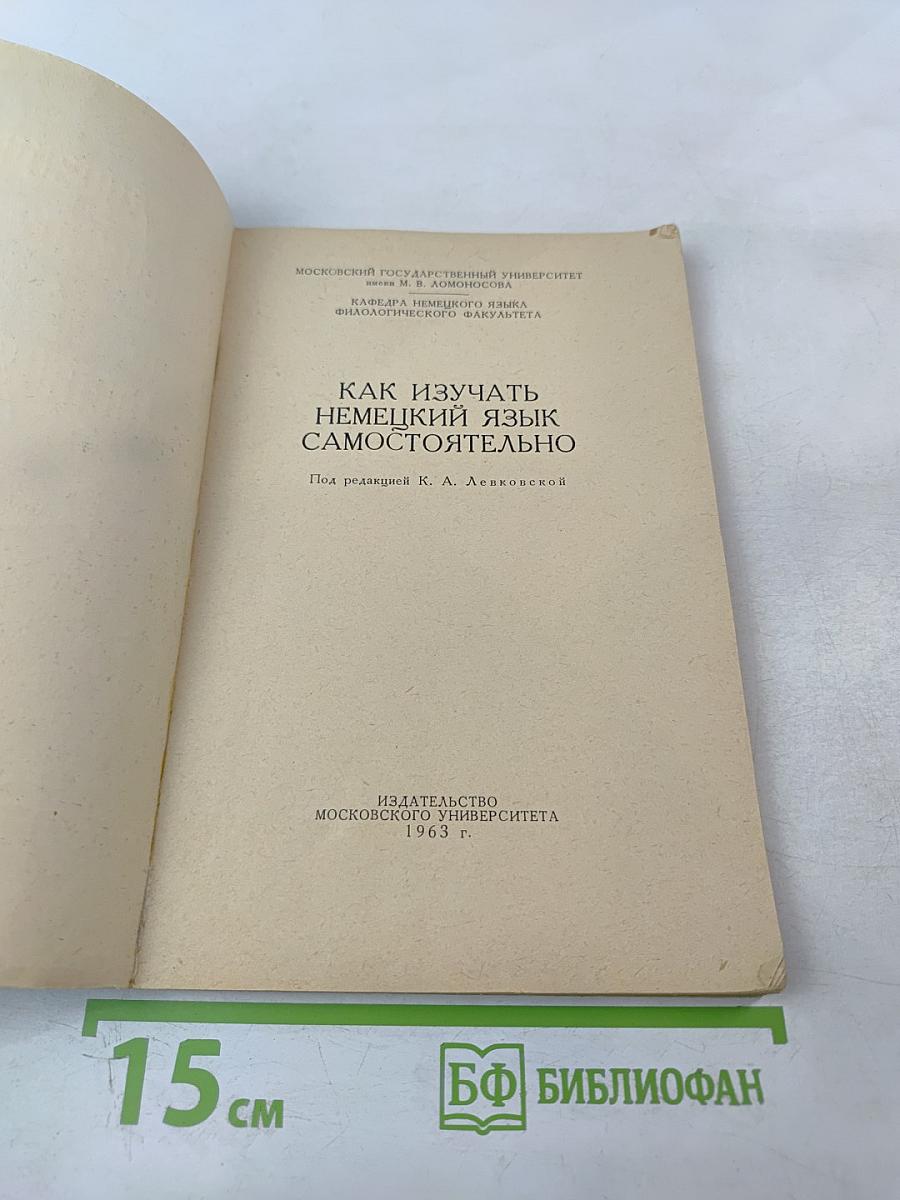 МОСКОВСКИЙ ГОСУДАРСТВЕННЫЙ УНИВЕРСИТЕТ
имени М. В. ЛОМОНОСОВА
КАФЕДРА НЕМЕЦКОГО ЯЗЫКА
ФИЛОЛОГИЧЕСКОГО ФАКУЛЬТЕТА
КАК ИЗУЧАТЬ
НЕМЕЦКИЙ ЯЗЫК
САМОСТОЯТЕЛЬНО
Под редакцией К. А. Левковской
ИЗДАТЕЛЬСТВО
МОСКОВСКОГО УНИВЕРСИТЕТА
1963 г.
15 см
БФ БИБЛИОФАН